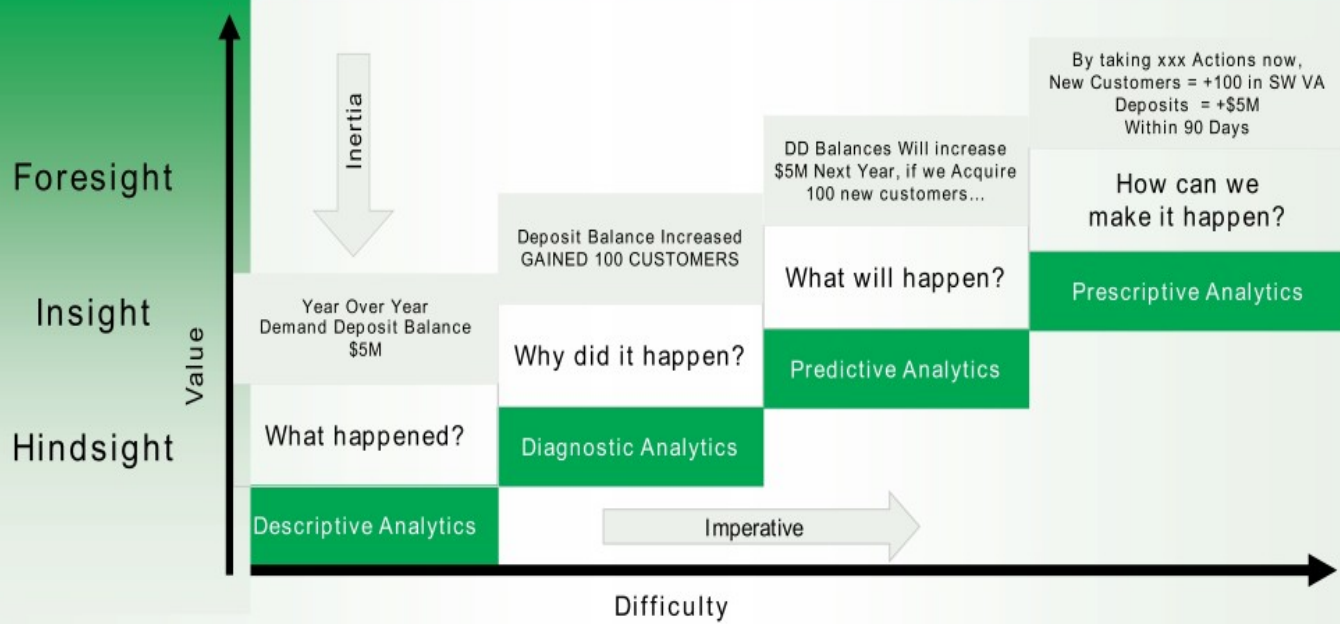 Foresight
Insight
Hindsight
Value
Inertia
Year Over Year
Demand Deposit Balance
$5M
What happened?
Descriptive Analytics
Deposit Balance Increased
GAINED 100 CUSTOMERS
Why did it happen?
Diagnostic Analytics
DD Balances Will increase
$5M Next Year, if we Acquire
100 new customers...
What will happen?
Predictive Analytics
By taking xxx Actions now,
New Customers = +100 in SW VA
Deposits = +$5M
Within 90 Days
How can we
make it happen?
Prescriptive Analytics
Imperative
Difficulty